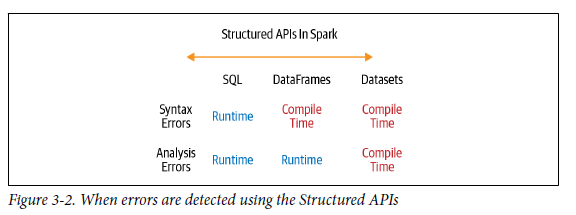 Structured APIs In Spark
SQL DataFrames Datasets
Syntax Errors Runtime Compile Time Compile Time
Analysis Errors Runtime Runtime Compile Time
Figure 3-2. When errors are detected using the Structured APIs